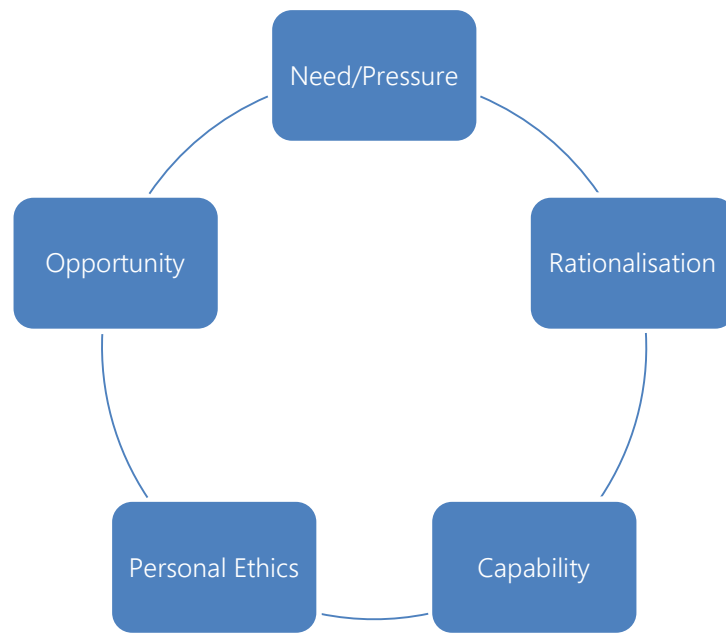 Need/Pressure
Opportunity
Rationalisation
Personal Ethics
Capability